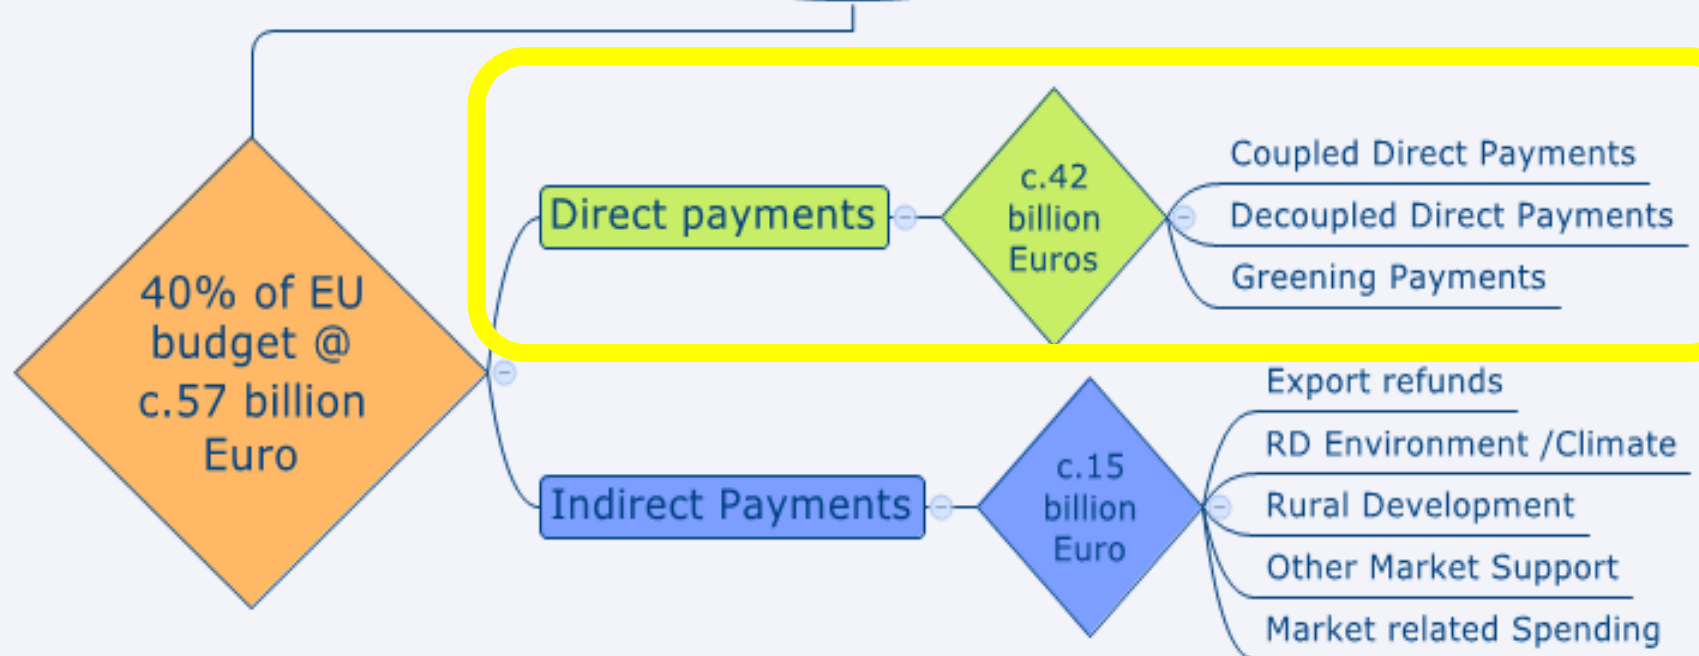 40% of EU
budget @
c.57 billion
Euro
Direct payments
c.42
billion
Euros
Coupled Direct Payments
Decoupled Direct Payments
Greening Payments
Indirect Payments
c.15
billion
Euro
Export refunds
RD Environment /Climate
Rural Development
Other Market Support
Market related Spending